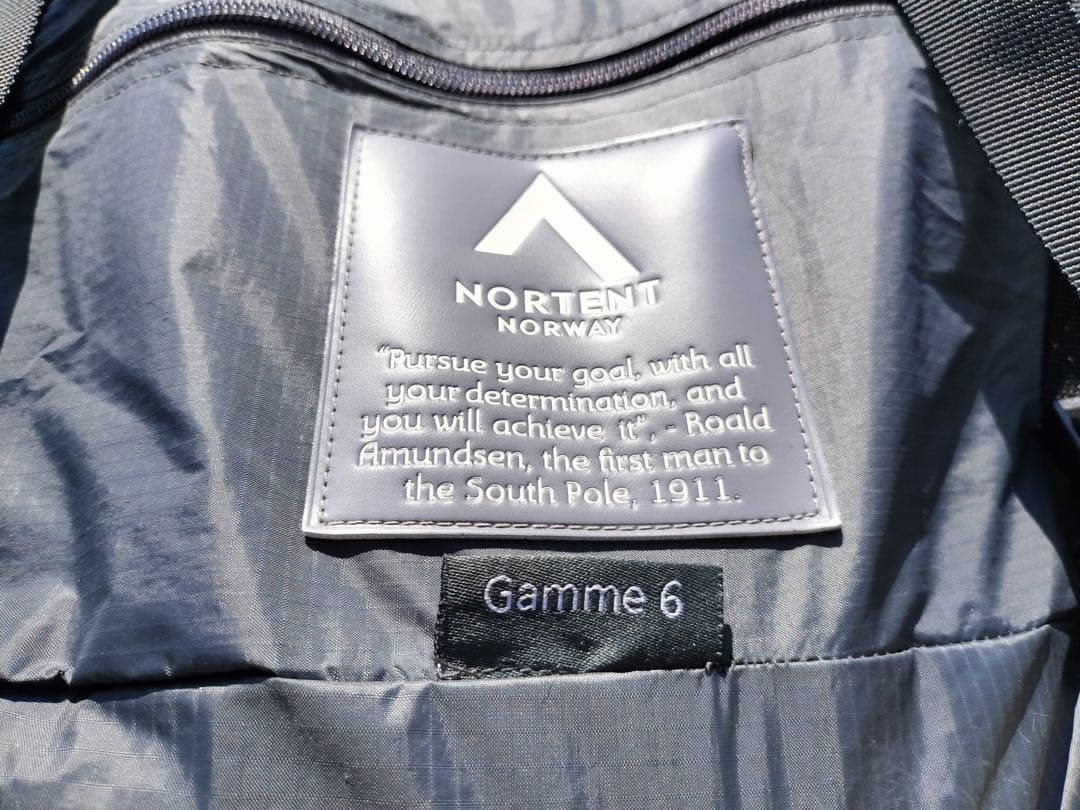 NORTENT
NORWAY
“Pursue your goal, with all
your determination, and
you will achieve it”, - Roald
Amundsen, the first man to
the South Pole, 1911.
Gamme 6